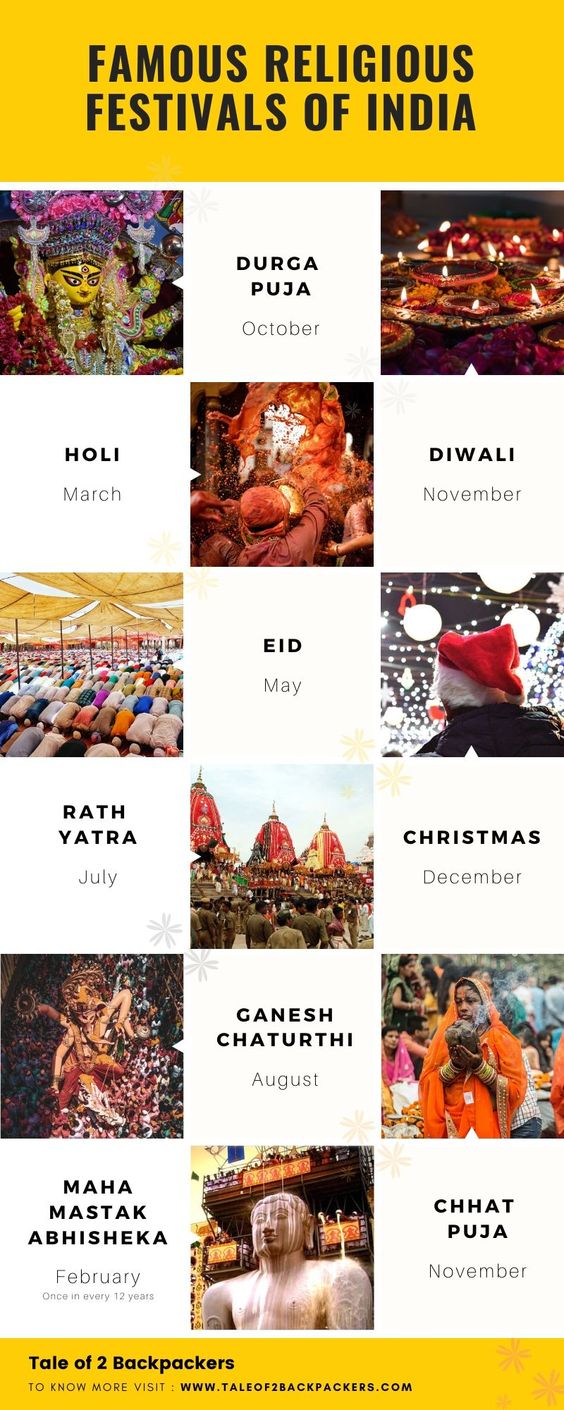 FAMOUS RELIGIOUS
FESTIVALS OF INDIA
DURGA
PUJA
October
HOLI
March
DIWALI
November
EID
May
RATH
YATRA
July
CHRISTMAS
December
GANESH
CHATURTHI
August
MAHA
MASTAK
ABHISHEKA
February
Once in every 12 years
CHHAT
PUJA
November
Tale of 2 Backpackers
TO KNOW MORE VISIT : WWW.TALEOF2BACKPACKERS.COM